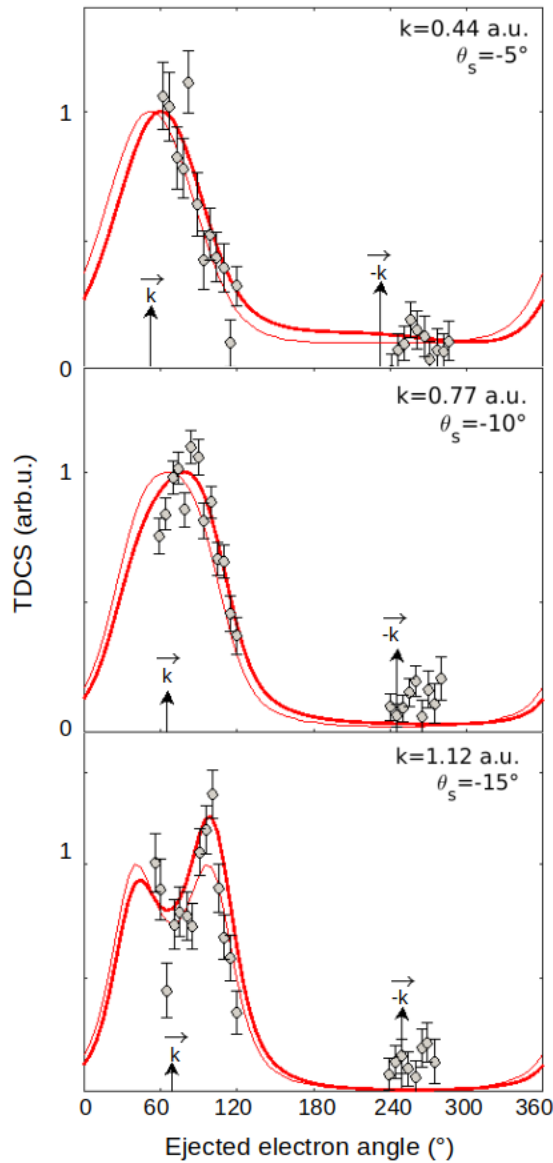 k=0.44 a.u.
θs=-5°
1
k
-k
0
k=0.77 a.u.
θs=-10°
1
TDCS (arb.u.)
k
-k
0
k=1.12 a.u.
θs=-15°
1
k
-k
0 60 120 180 240 300 360
Ejected electron angle (°)